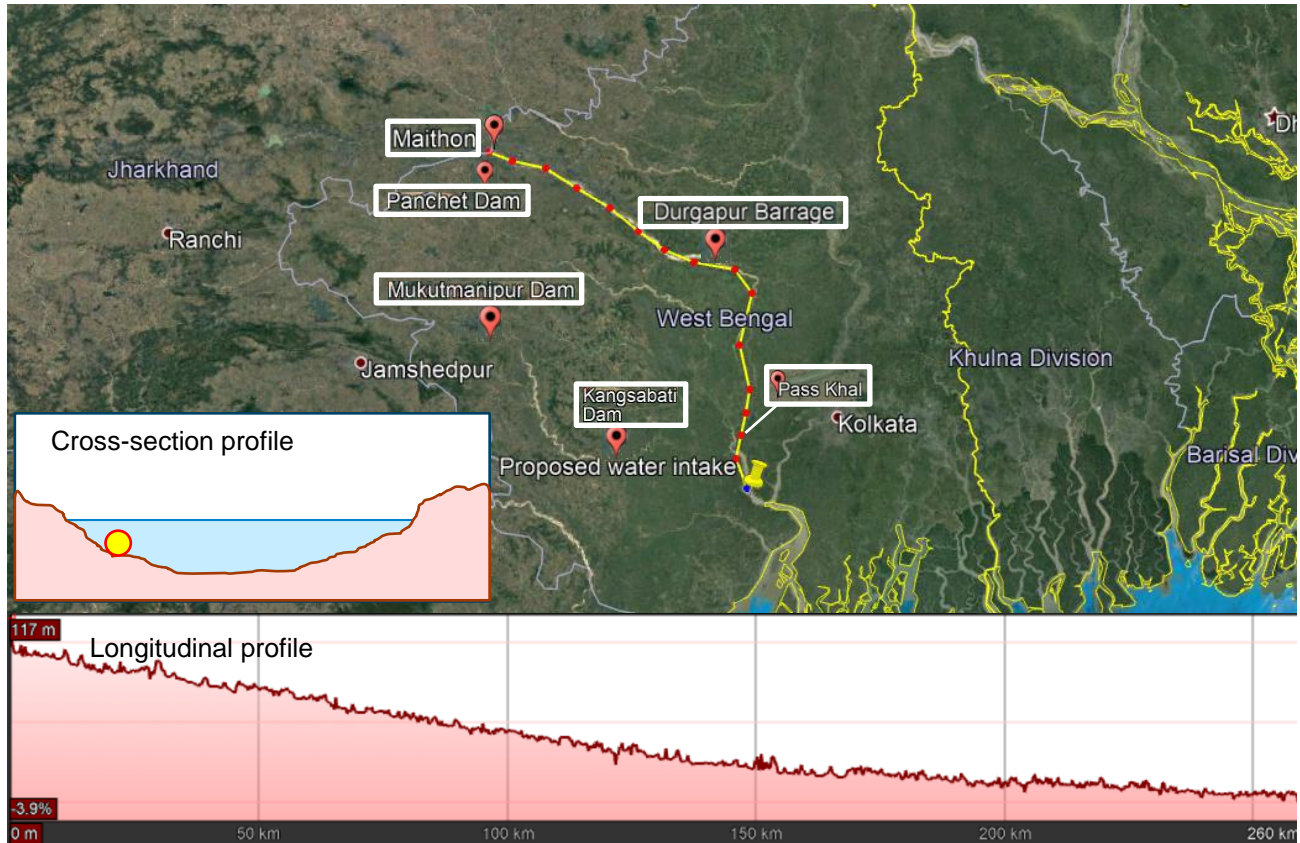 Maithon
Jharkhand
Panchet Dam
Durgapur Barrage
Ranchi
Mukutmanipur Dam
West Bengal
Jamshedpur
Khulna Division
Kangsabati
Dam
Pass Khal
Kolkata
Proposed water intake
Barisal Div
Dh
Cross-section profile
117 m
Longitudinal profile
-3.9%
0 m
50 km
100 km
150 km
200 km
260 km